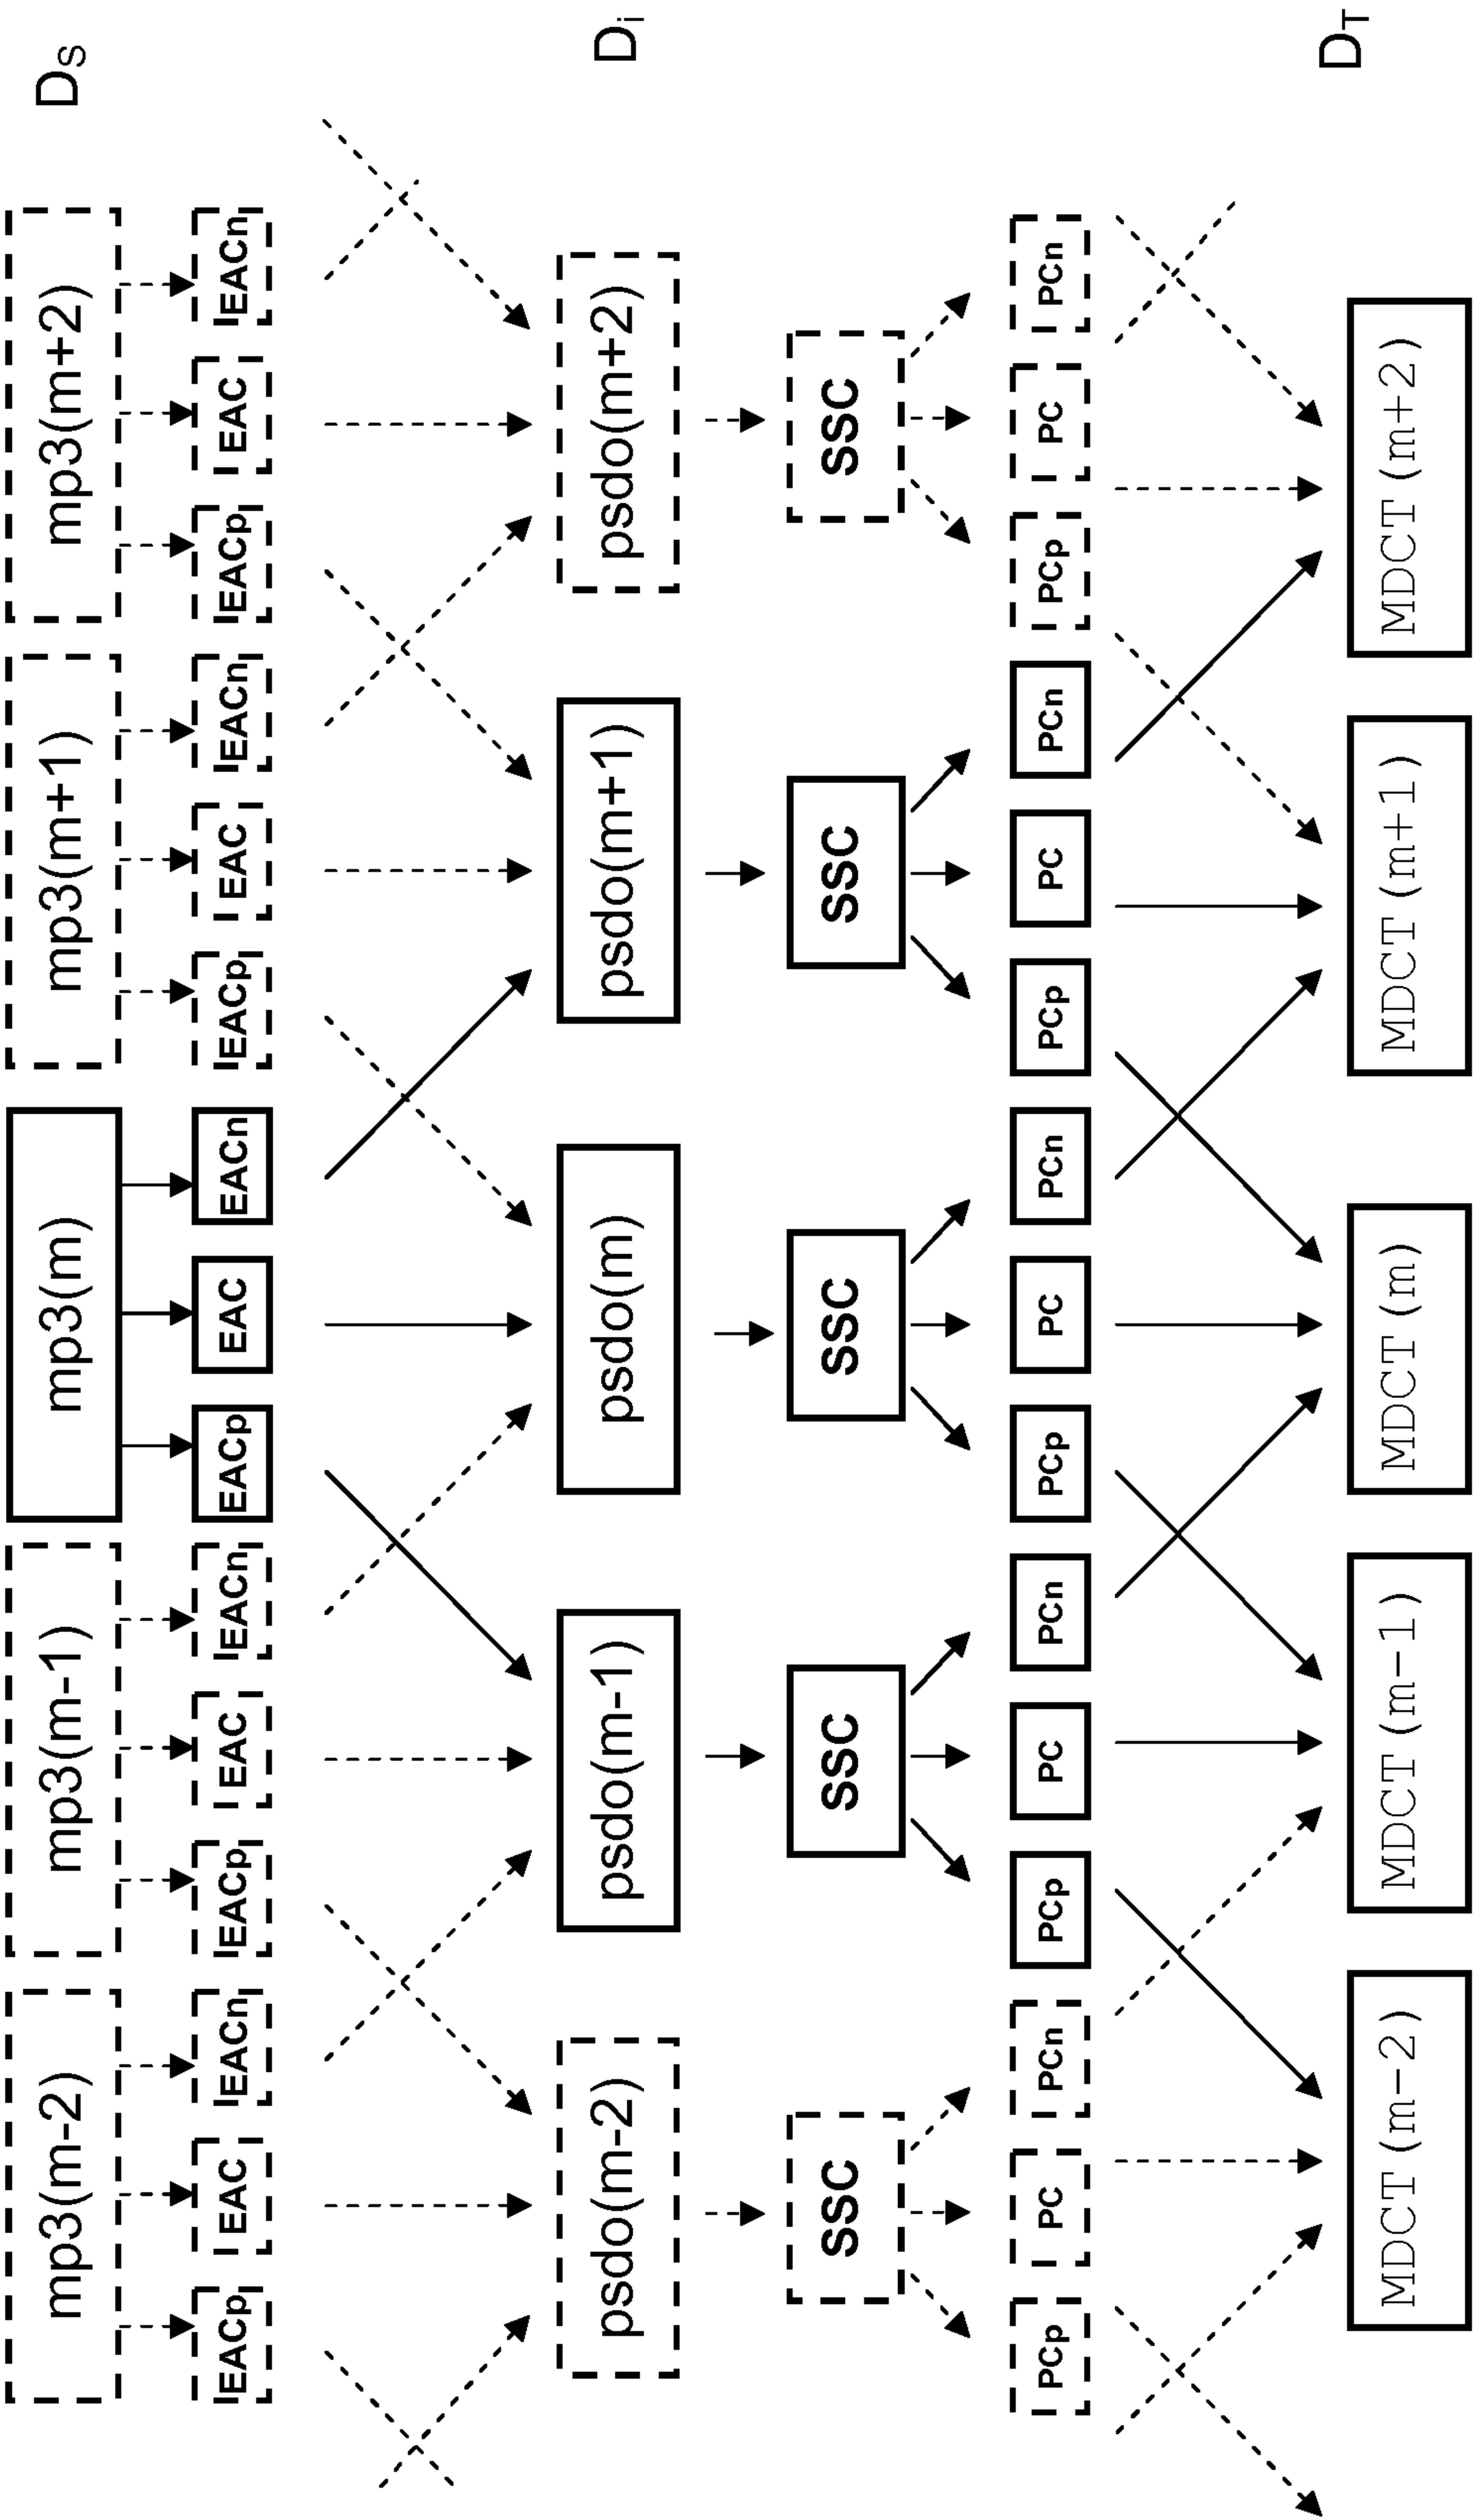 mp3(m-2) mp3(m-1) mp3(m) mp3(m+1) mp3(m+2) DS
EACp EAC EACn EACp EAC EACn EACp EAC EACn EACp EAC EACn EACp EAC EACn
psdo(m-2) psdo(m-1) psdo(m) psdo(m+1) psdo(m+2) Di
SSC SSC SSC SSC SSC
PCp PC PCn PCp PC PCn PCp PC PCn PCp PC PCn PCp PC PCn
MDCT(m-2) MDCT(m-1) MDCT(m) MDCT(m+1) MDCT(m+2) DT